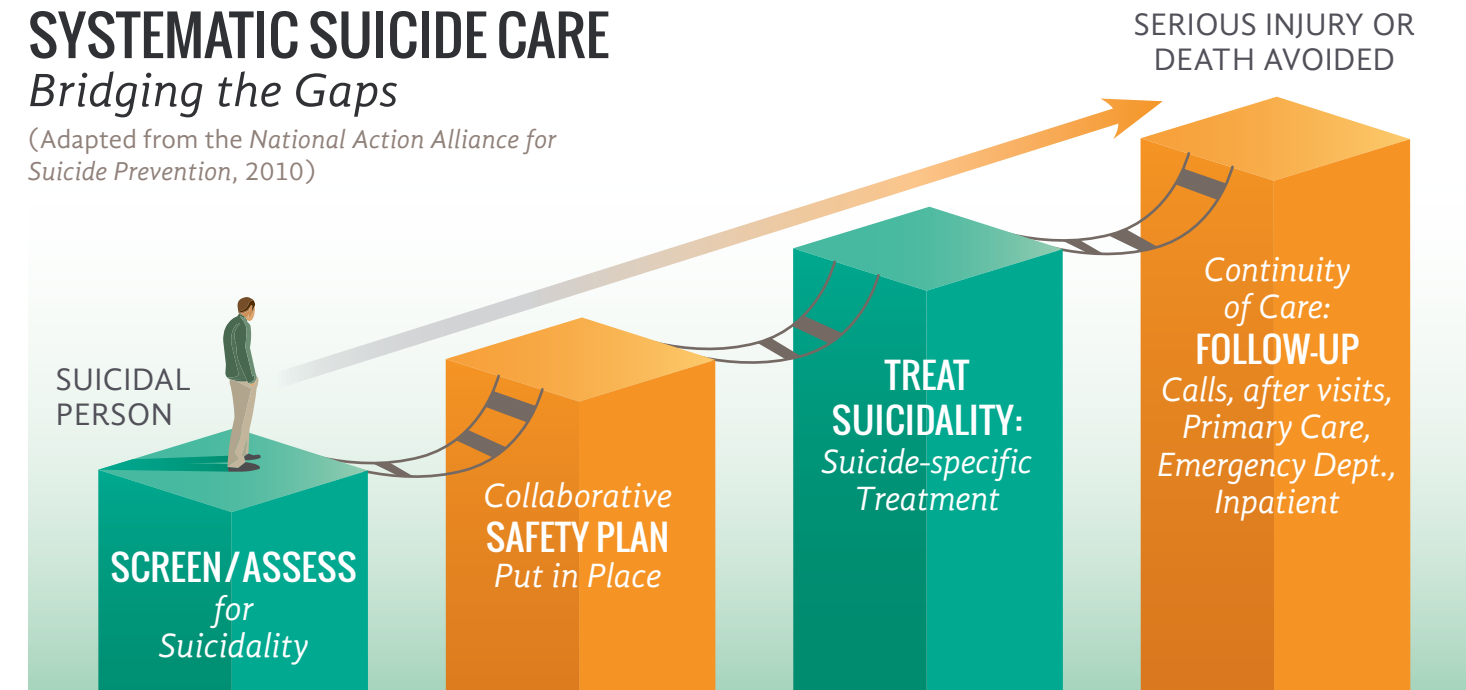 SYSTEMATIC SUICIDE CARE
Bridging the Gaps
(Adapted from the National Action Alliance for
Suicide Prevention, 2010)
SERIOUS INJURY OR
DEATH AVOIDED
SUICIDAL
PERSON
SCREEN/ASSESS
for
Suicidality
Collaborative
SAFETY PLAN
Put in Place
TREAT
SUICIDALITY:
Suicide-specific
Treatment
Continuity
of Care:
FOLLOW-UP
Calls, after visits,
Primary Care,
Emergency Dept.,
Inpatient